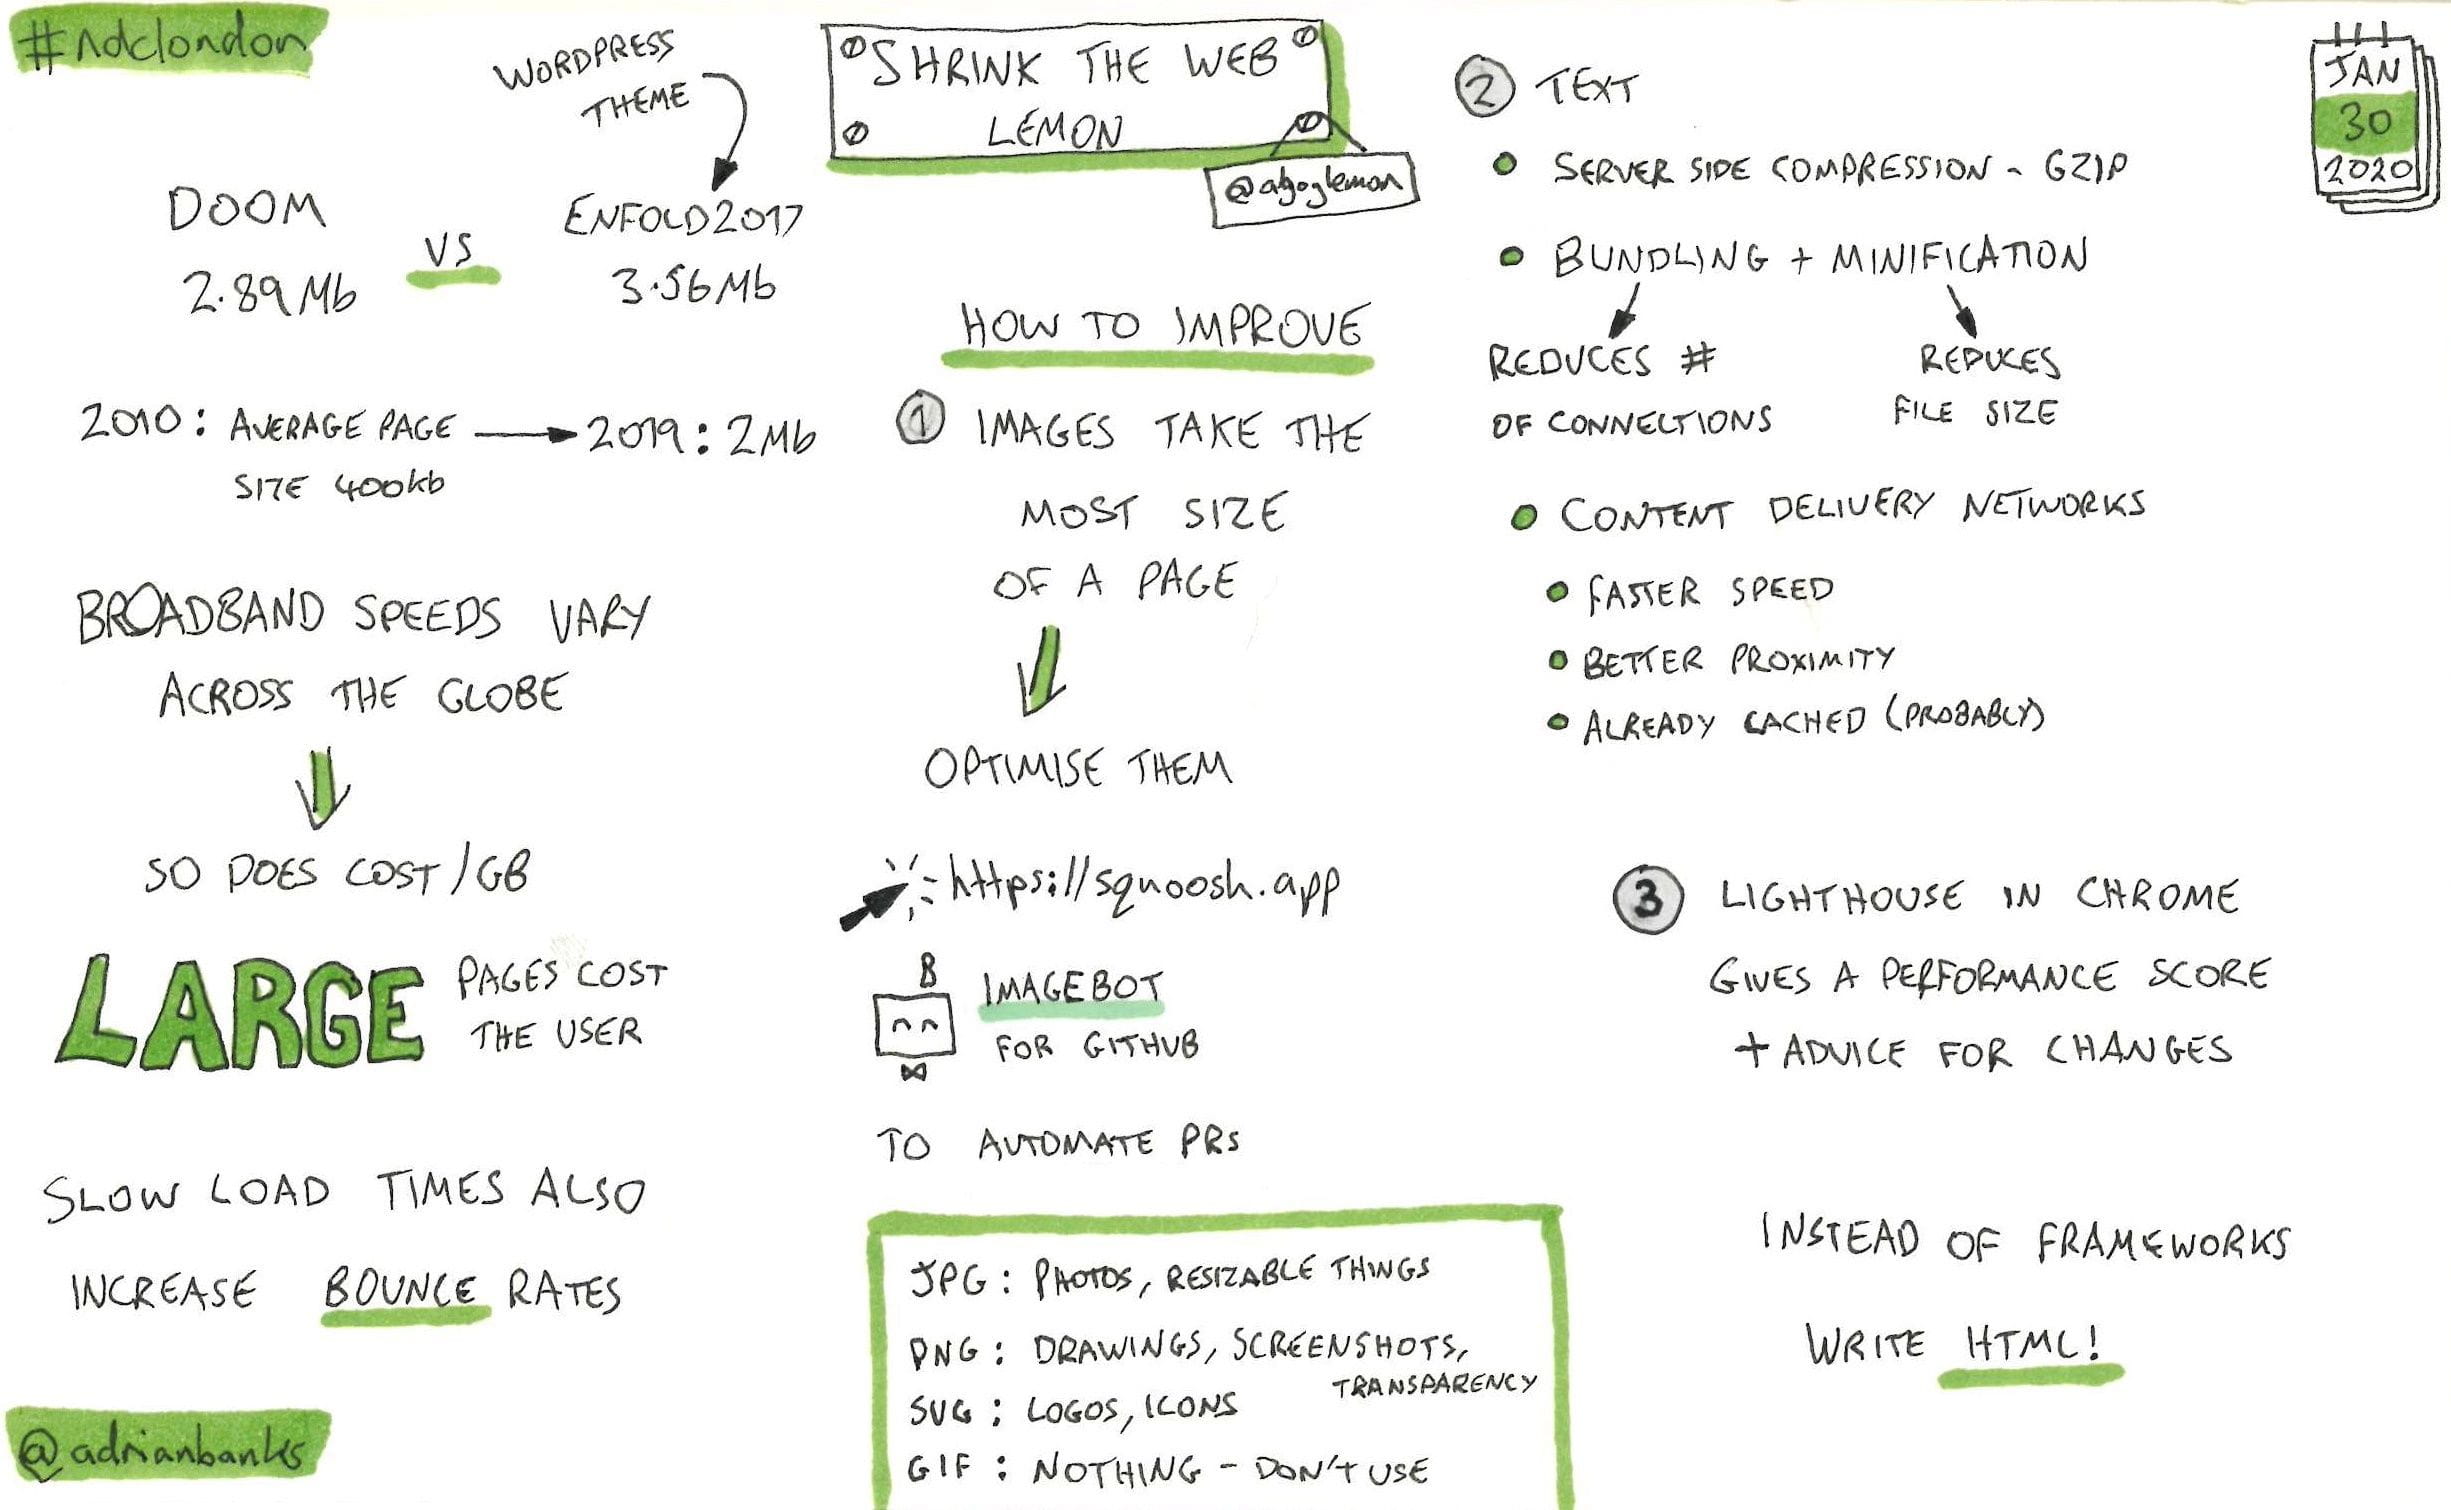 #ndclondon
WORDPRESS
THEME
DOOM
2.89Mb
VS
ENFOLD2017
3.56Mb
2010: AVERAGE PAGE
SIZE 400kb
2019: 2Mb
BROADBAND SPEEDS VARY
ACROSS THE GLOBE
SO DOES COST/GB
LARGE
PAGES COST
THE USER
SLOW LOAD TIMES ALSO
INCREASE BOUNCE RATES
@adrianbanks
SHRINK THE WEB
LEMON
HOW TO IMPROVE
1 IMAGES TAKE THE
MOST SIZE
OF A PAGE
OPTIMISE THEM
https://squoosh.app
IMAGEBOT
FOR GITHUB
TO AUTOMATE PRs
JPG: PHOTOS, RESIZABLE THINGS
PNG: DRAWINGS, SCREENSHOTS,
TRANSPARENCY
SVG: LOGOS, ICONS
GIF: NOTHING - DON'T USE
2 TEXT
SERVER SIDE COMPRESSION - GZIP
BUNDLING + MINIFICATION
REDUCES #
OF CONNECTIONS
REDUCES
FILE SIZE
CONTENT DELIVERY NETWORKS
FASTER SPEED
BETTER PROXIMITY
ALREADY CACHED (PROBABLY)
3 LIGHTHOUSE IN CHROME
GIVES A PERFORMANCE SCORE
+ ADVICE FOR CHANGES
INSTEAD OF FRAMEWORKS
WRITE HTML!
JAN
30
2020